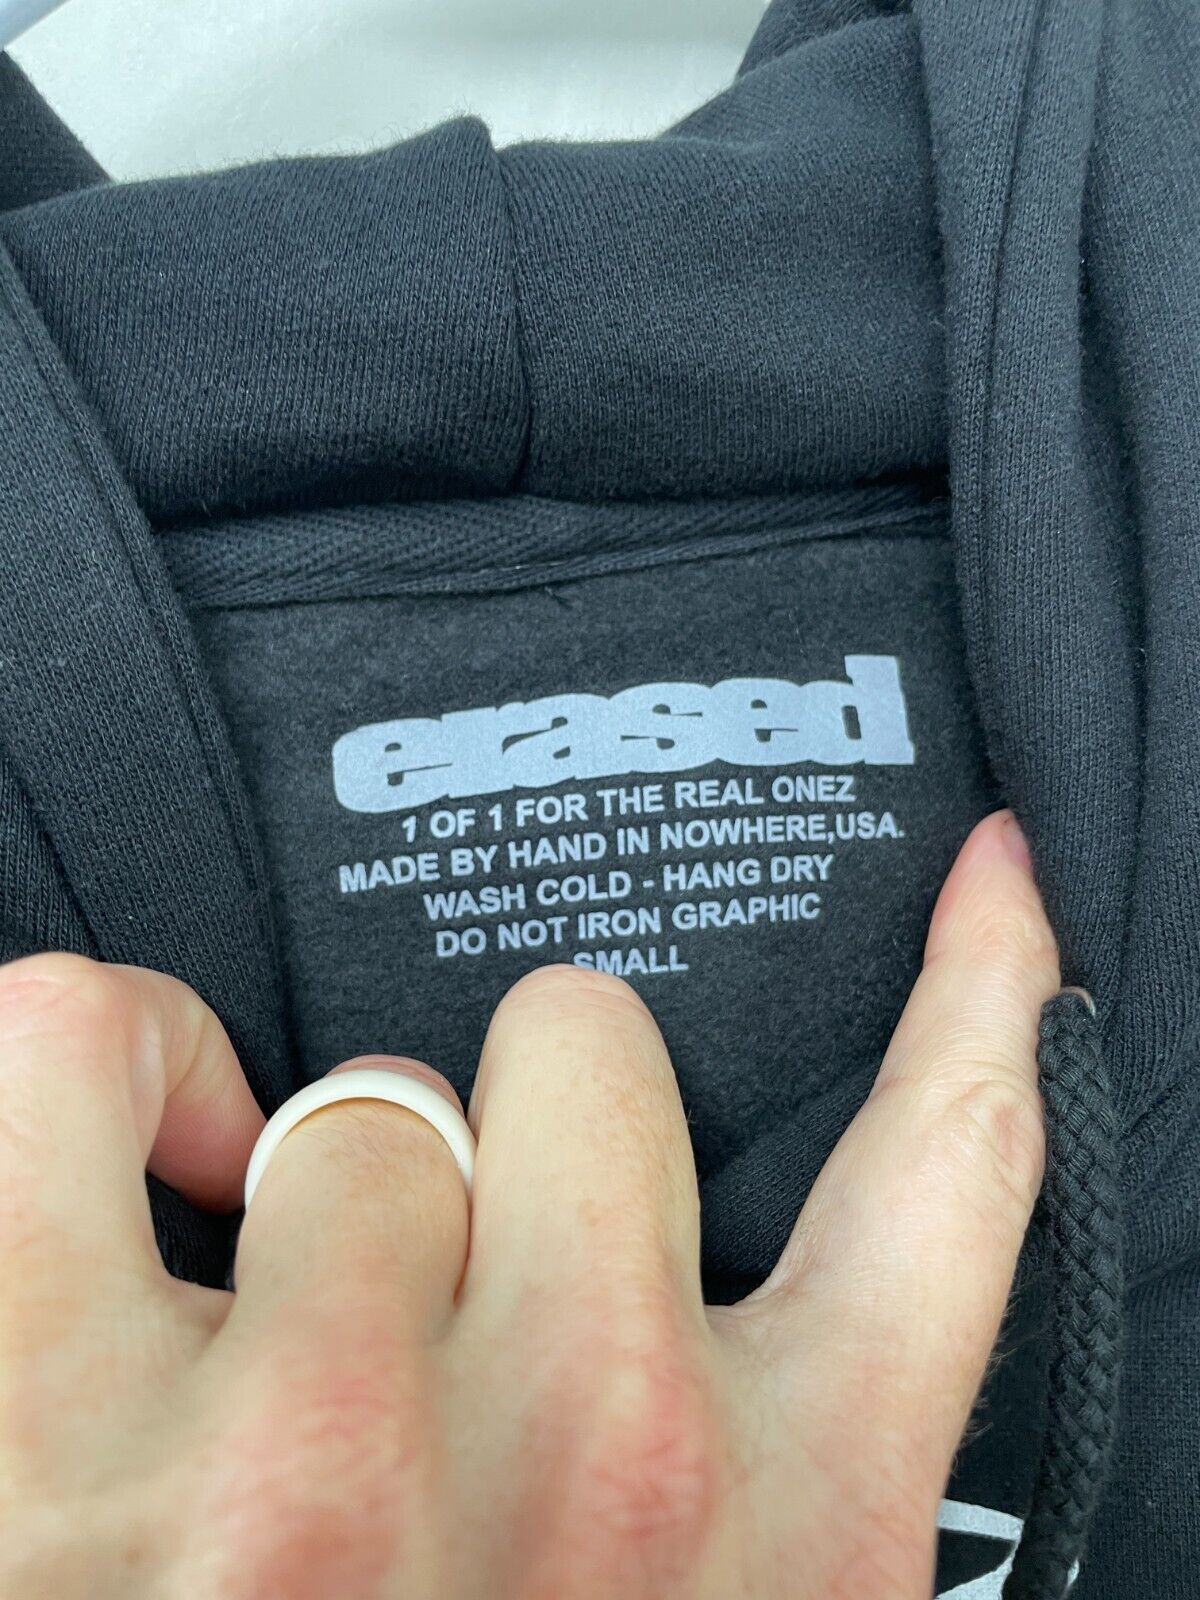 erased
1 OF 1 FOR THE REAL ONEZ
MADE BY HAND IN NOWHERE,USA.
WASH COLD - HANG DRY
DO NOT IRON GRAPHIC
SMALL